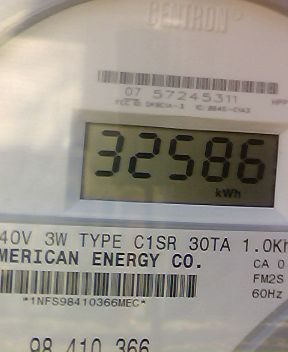 CENTRON®
07 57245311
32586
kWh
40V 3W TYPE C1SR 30TA 1.0Kh
MERICAN ENERGY CO.
CA 0
FM2S
60Hz
*1NFS98410366MEC*
98 410 366